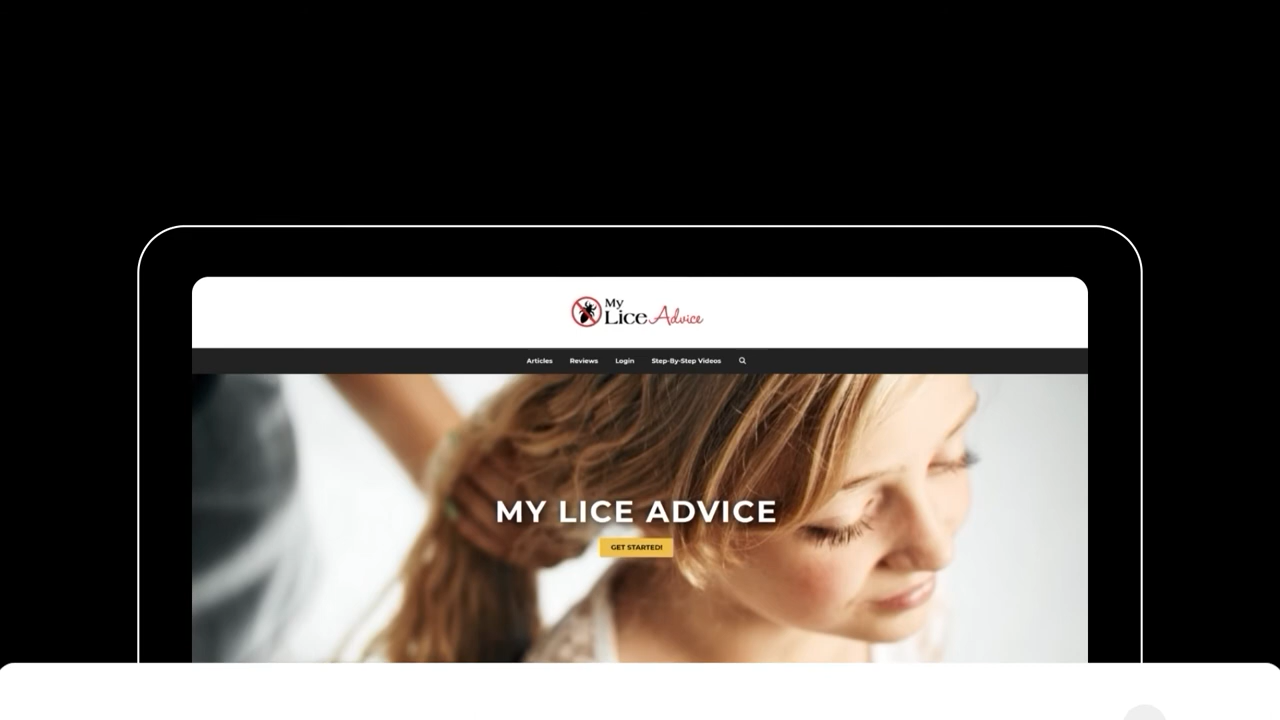 My
Lice Advice
Articles Reviews Login Step-By-Step Videos
MY LICE ADVICE
GET STARTED!